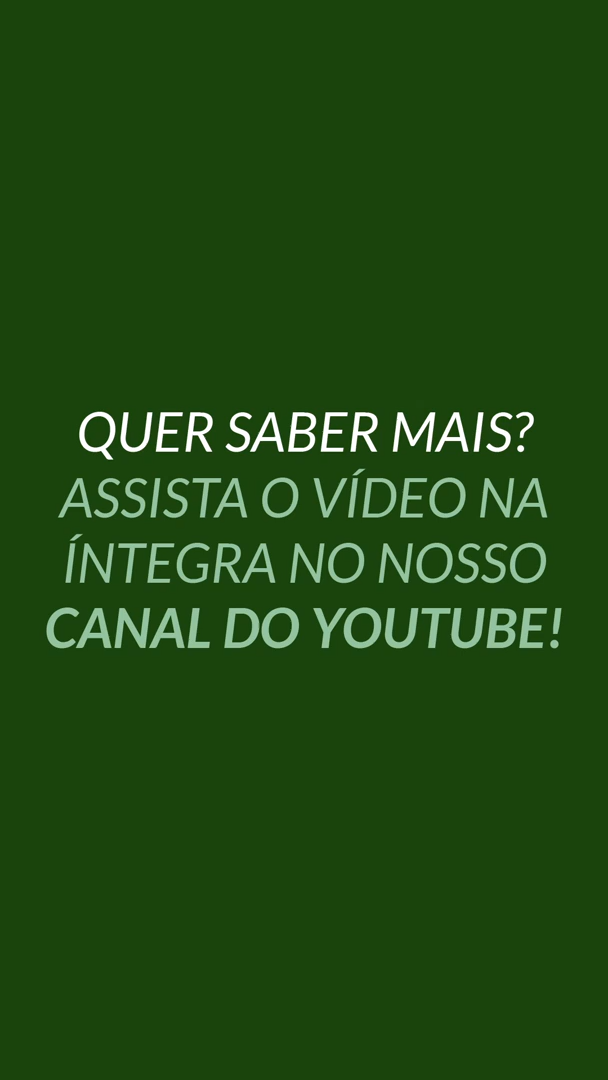 QUER SABER MAIS?
ASSISTA O VÍDEO NA
ÍNTEGRA NO NOSSO
CANAL DO YOUTUBE!